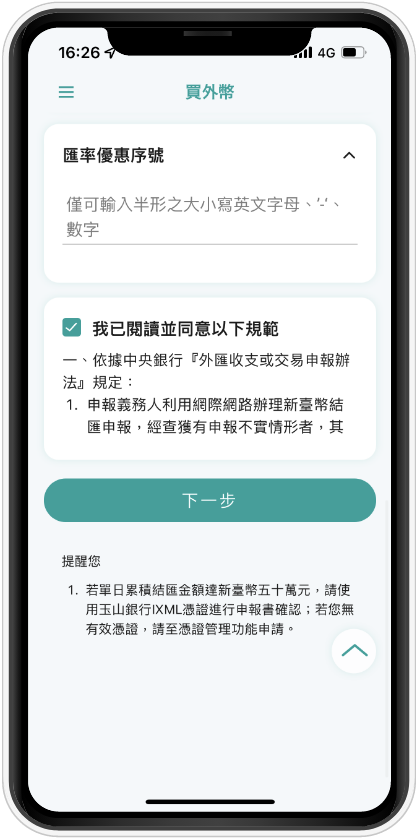 16:26
4G
買外幣
匯率優惠序號
僅可輸入半形之大小寫英文字母、'-'、
數字
我已閱讀並同意以下規範
一、依據中央銀行『外匯收支或交易申報辦
法』規定：
1. 申報義務人利用網際網路辦理新臺幣結
匯申報，經查獲有申報不實情形者，其
下一步
提醒您
1. 若單日累積結匯金額達新臺幣五十萬元，請使
用玉山銀行IXML憑證進行申報書確認；若您無
有效憑證，請至憑證管理功能申請。